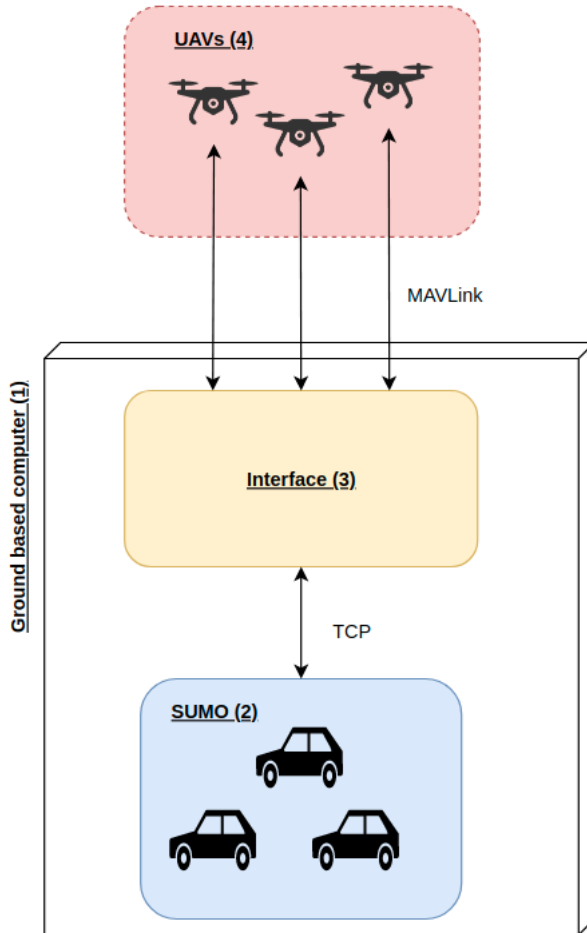 UAVs (4)
MAVLink
Ground based computer (1)
Interface (3)
TCP
SUMO (2)